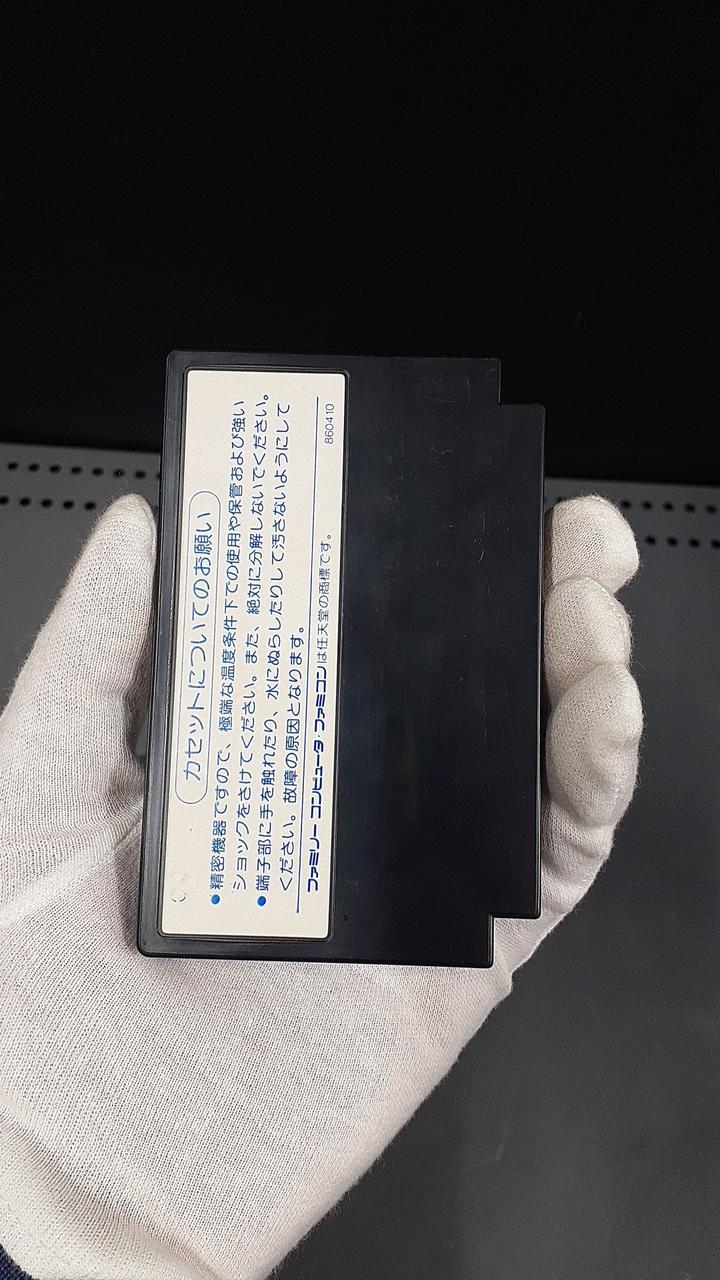 カセットについてのお願い
●精密機器ですので、極端な温度条件下での使用や保管および強い
ショックをさけてください。また、絶対に分解しないでください。
●端子部に手を触れたり、水にぬらしたりして汚さないようにして
ください。故障の原因となります。
ファミリー コンピュータ・ファミコンは任天堂の商標です。
860410